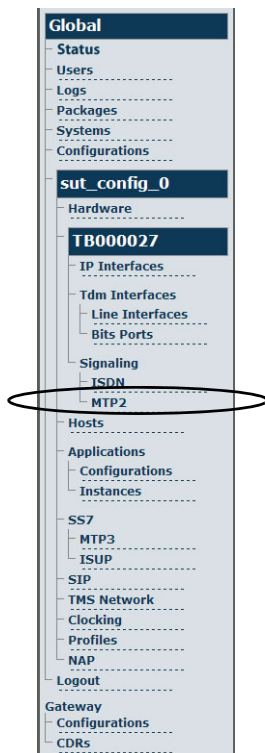 Global
Status
Users
Logs
Packages
Systems
Configurations
sut_config_0
Hardware
TB000027
IP Interfaces
Tdm Interfaces
Line Interfaces
Bits Ports
Signaling
ISDN
MTP2
Hosts
Applications
Configurations
Instances
SS7
MTP3
ISUP
SIP
TMS Network
Clocking
Profiles
NAP
Logout
Gateway
Configurations
CDRs